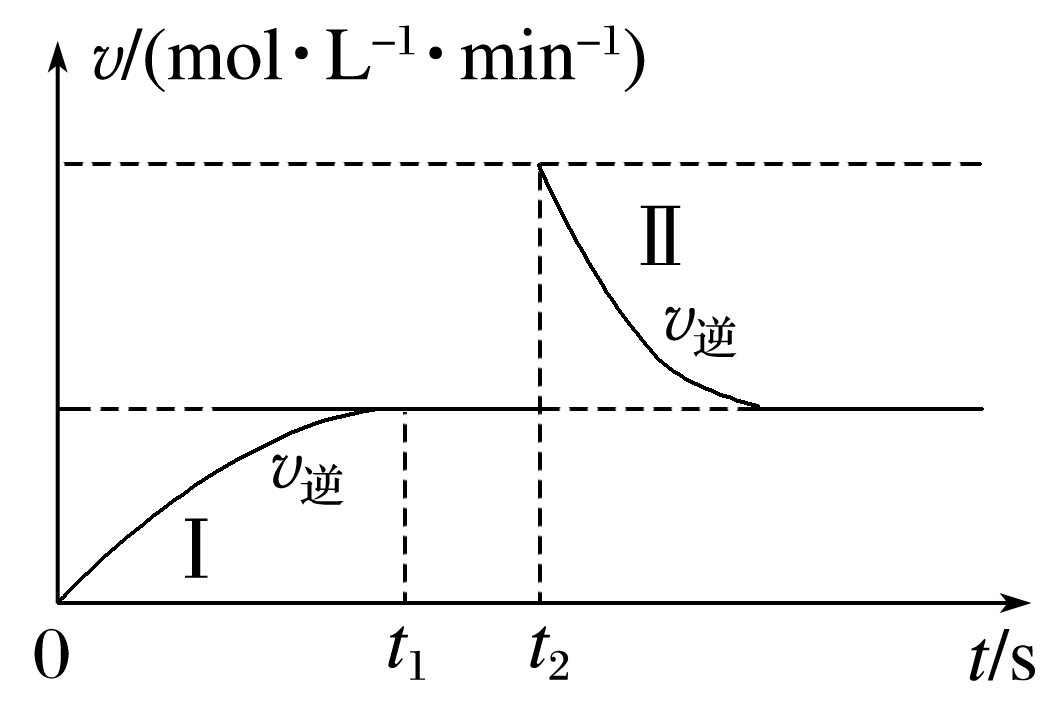 v/(mol·L⁻¹·min⁻¹)
Ⅱ
v逆
v逆
Ⅰ
0
t₁
t₂
t/s